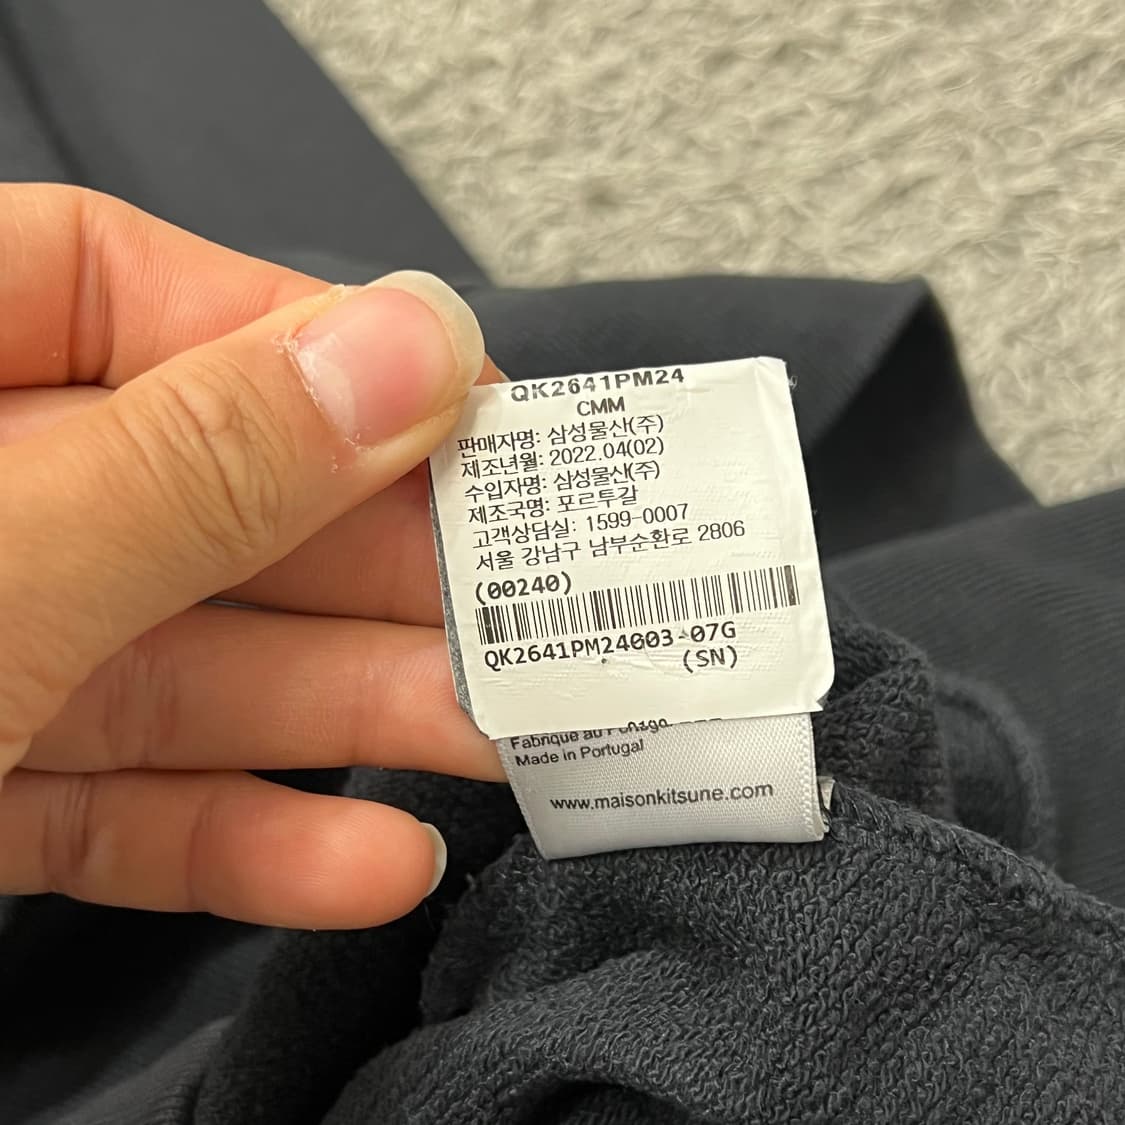 QK2641PM24
CMM
판매자명: 삼성물산(주)
제조년월: 2022.04(02)
수입자명: 삼성물산(주)
제조국명: 포르투갈
고객상담실: 1599-0007
서울 강남구 남부순환로 2806
(00240)
QK2641PM24003-07G
(SN)
Fabriqué au
Made in Portugal
www.maisonkitsune.com